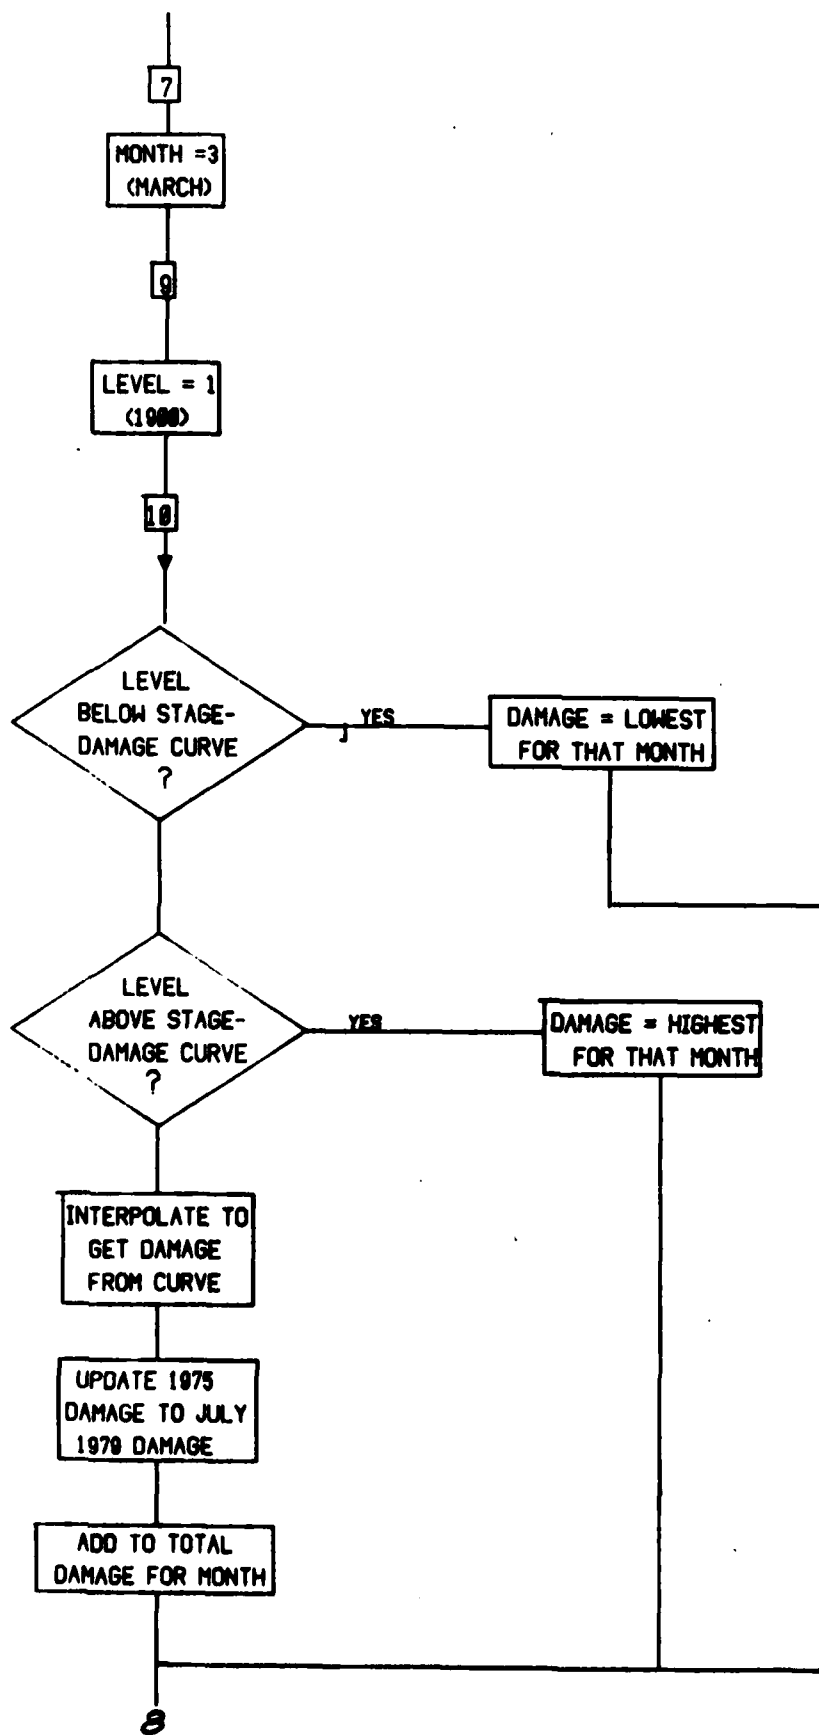 7
MONTH =3
(MARCH)
9
LEVEL = 1
(1900)
10
LEVEL
BELOW STAGE-
DAMAGE CURVE
?
YES
DAMAGE = LOWEST
FOR THAT MONTH
LEVEL
ABOVE STAGE-
DAMAGE CURVE
?
YES
DAMAGE = HIGHEST
FOR THAT MONTH
INTERPOLATE TO
GET DAMAGE
FROM CURVE
UPDATE 1975
DAMAGE TO JULY
1979 DAMAGE
ADD TO TOTAL
DAMAGE FOR MONTH
8